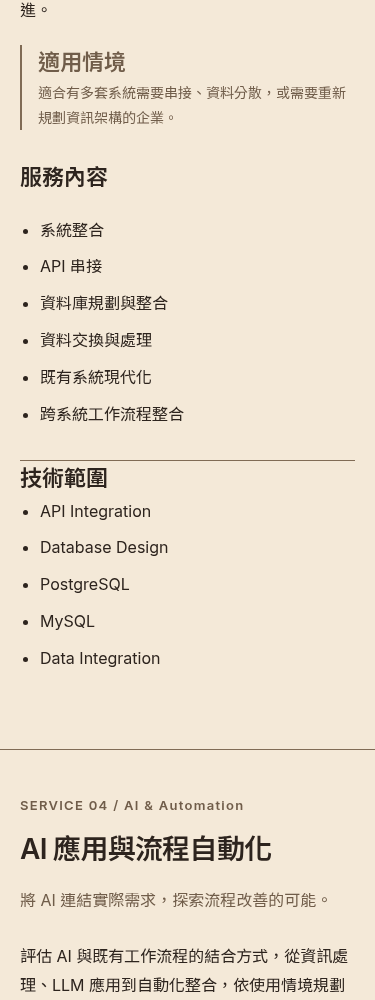 進。
適用情境
適合有多套系統需要串接、資料分散，或需要重新
規劃資訊架構的企業。
服務內容
系統整合
API 串接
資料庫規劃與整合
資料交換與處理
既有系統現代化
跨系統工作流程整合
技術範圍
API Integration
Database Design
PostgreSQL
MySQL
Data Integration
SERVICE 04 / AI & Automation
AI 應用與流程自動化
將 AI 連結實際需求，探索流程改善的可能。
評估 AI 與既有工作流程的結合方式，從資訊處
理、LLM 應用到自動化整合，依使用情境規劃